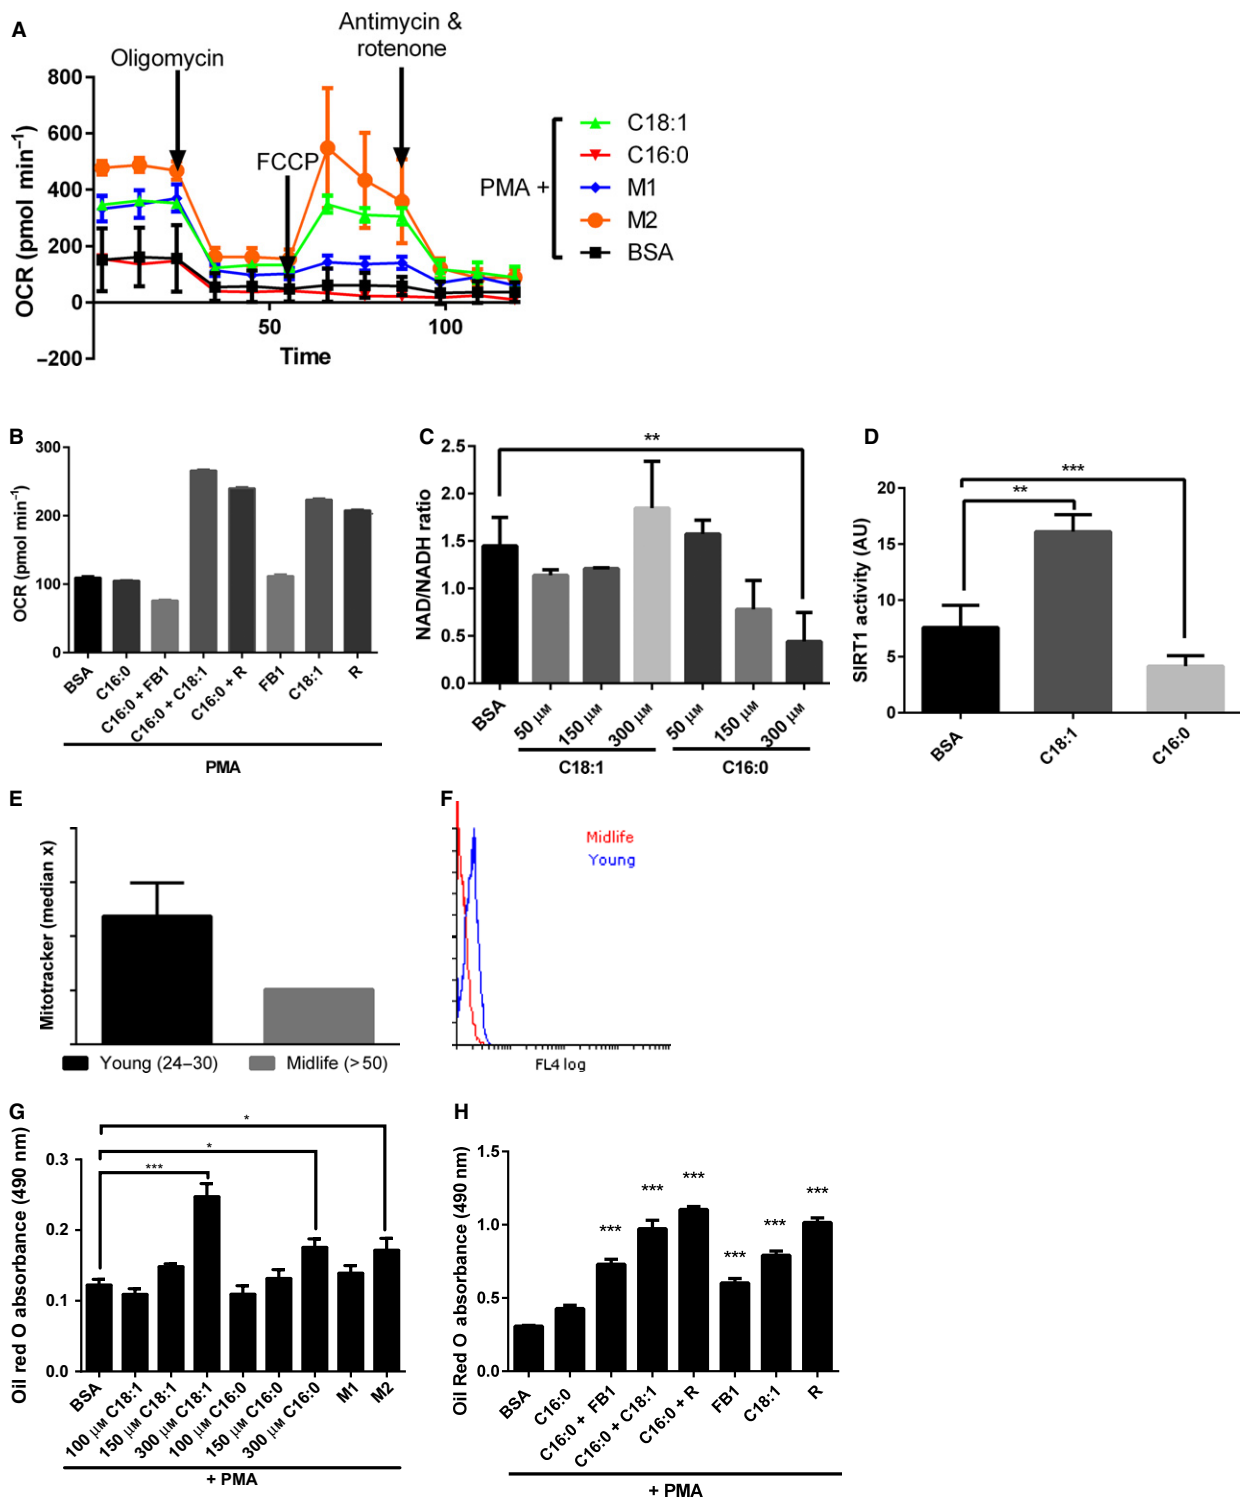 A
Antimycin &
rotenone
Oligomycin
FCCP
OCR (pmol min⁻¹)
800
600
400
200
0
–200
50
100
Time
PMA +
C18:1
C16:0
M1
M2
BSA
B
OCR (pmol min⁻¹)
300
200
100
0
BSA
C16:0
C16:0 + FB1
C16:0 + C18:1
C16:0 + R
FB1
C18:1
R
PMA
C
**
NAD/NADH ratio
2.5
2.0
1.5
1.0
0.5
0.0
BSA
50 μM
150 μM
300 μM
50 μM
150 μM
300 μM
C18:1
C16:0
D
***
**
SIRT1 activity (AU)
20
15
10
5
0
BSA
C18:1
C16:0
E
Mitotracker (median x)
Young (24–30)
Midlife (>50)
F
Midlife
Young
FL4 log
G
*
*
***
Oil red O absorbance (490 nm)
0.3
0.2
0.1
0.0
BSA
100 μM C18:1
150 μM C18:1
300 μM C18:1
100 μM C16:0
150 μM C16:0
300 μM C16:0
M1
M2
+ PMA
H
Oil Red O absorbance (490 nm)
1.5
1.0
0.5
0.0
***
***
***
***
***
***
BSA
C16:0
C16:0 + FB1
C16:0 + C18:1
C16:0 + R
FB1
C18:1
R
+ PMA